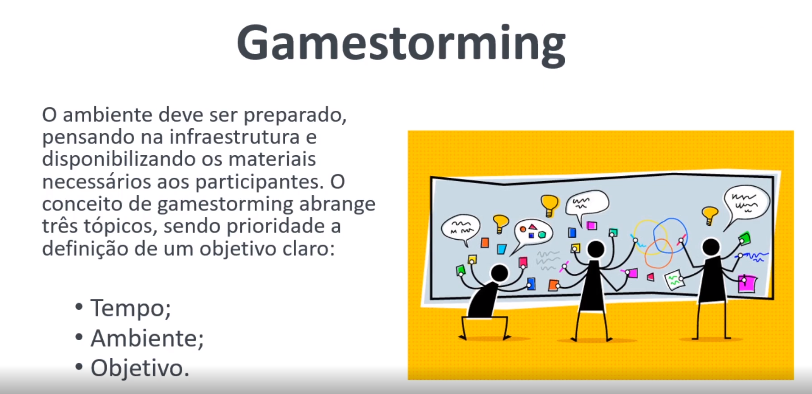 Gamestorming
O ambiente deve ser preparado,
pensando na infraestrutura e
disponibilizando os materiais
necessários aos participantes. O
conceito de gamestorming abrange
três tópicos, sendo prioridade a
definição de um objetivo claro:
• Tempo;
• Ambiente;
• Objetivo.